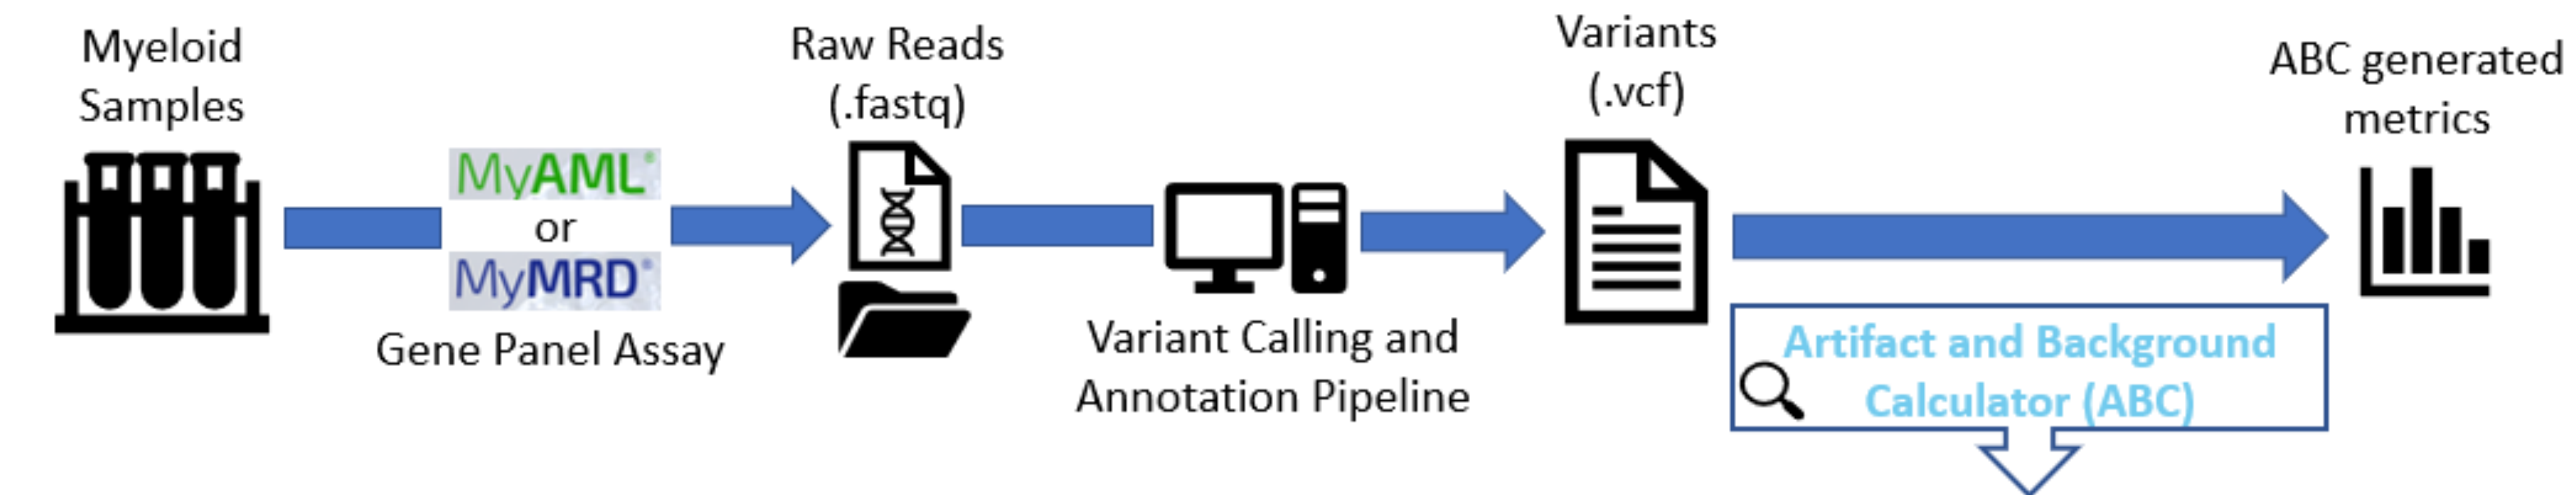 Myeloid
Samples
MyAML®
or
MyMRD®
Gene Panel Assay
Raw Reads
(.fastq)
Variant Calling and
Annotation Pipeline
Variants
(.vcf)
Artifact and Background
Calculator (ABC)
ABC generated
metrics